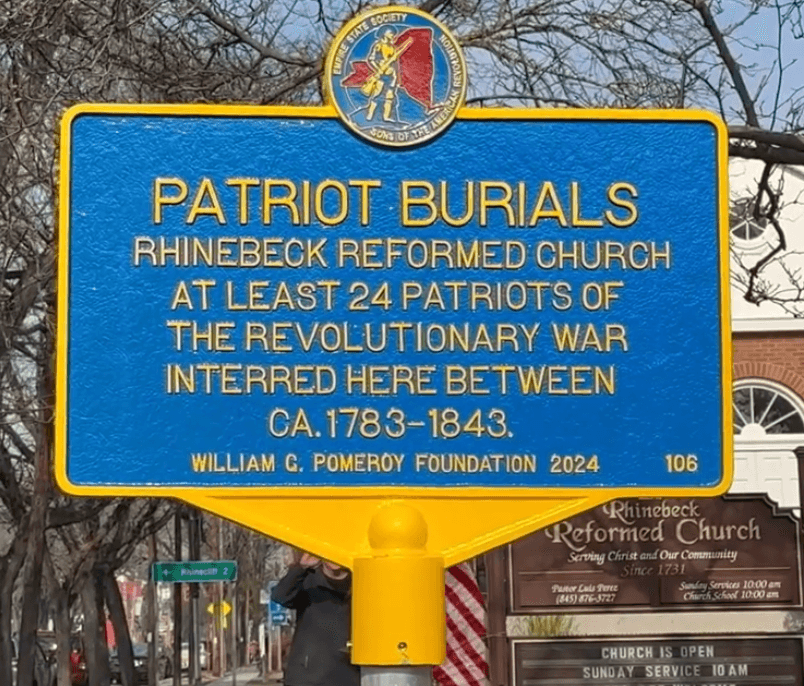 EMPIRE STATE SOCIETY
SONS OF THE AMERICAN REVOLUTION
PATRIOT BURIALS
RHINEBECK REFORMED CHURCH
AT LEAST 24 PATRIOTS OF
THE REVOLUTIONARY WAR
INTERRED HERE BETWEEN
CA. 1783-1843.
WILLIAM G. POMEROY FOUNDATION 2024 106
Rhinebeck
Reformed Church
Serving Christ and Our Community
Since 1731
Pastor Luis Perez
(845) 876-3727
Sunday Services 10:00 am
Church School 10:00 am
Rhinecliff 2
CHURCH IS OPEN
SUNDAY SERVICE 10 AM